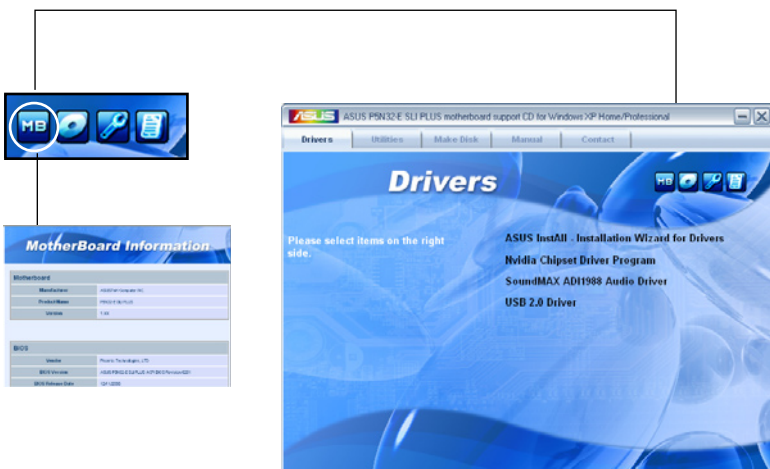 MB
ASUS P5N32-E SLI PLUS motherboard support CD for Windows XP Home/Professional
Drivers Utilities Make Disk Manual Contact
Drivers
MB
Please select items on the right
side.
ASUS InstAll - Installation Wizard for Drivers
Nvidia Chipset Driver Program
SoundMAX ADI1988 Audio Driver
USB 2.0 Driver
MotherBoard Information
Motherboard
Manufacturer
Product Name
Version
BIOS
Vendor
BIOS Version
BIOS Release Date